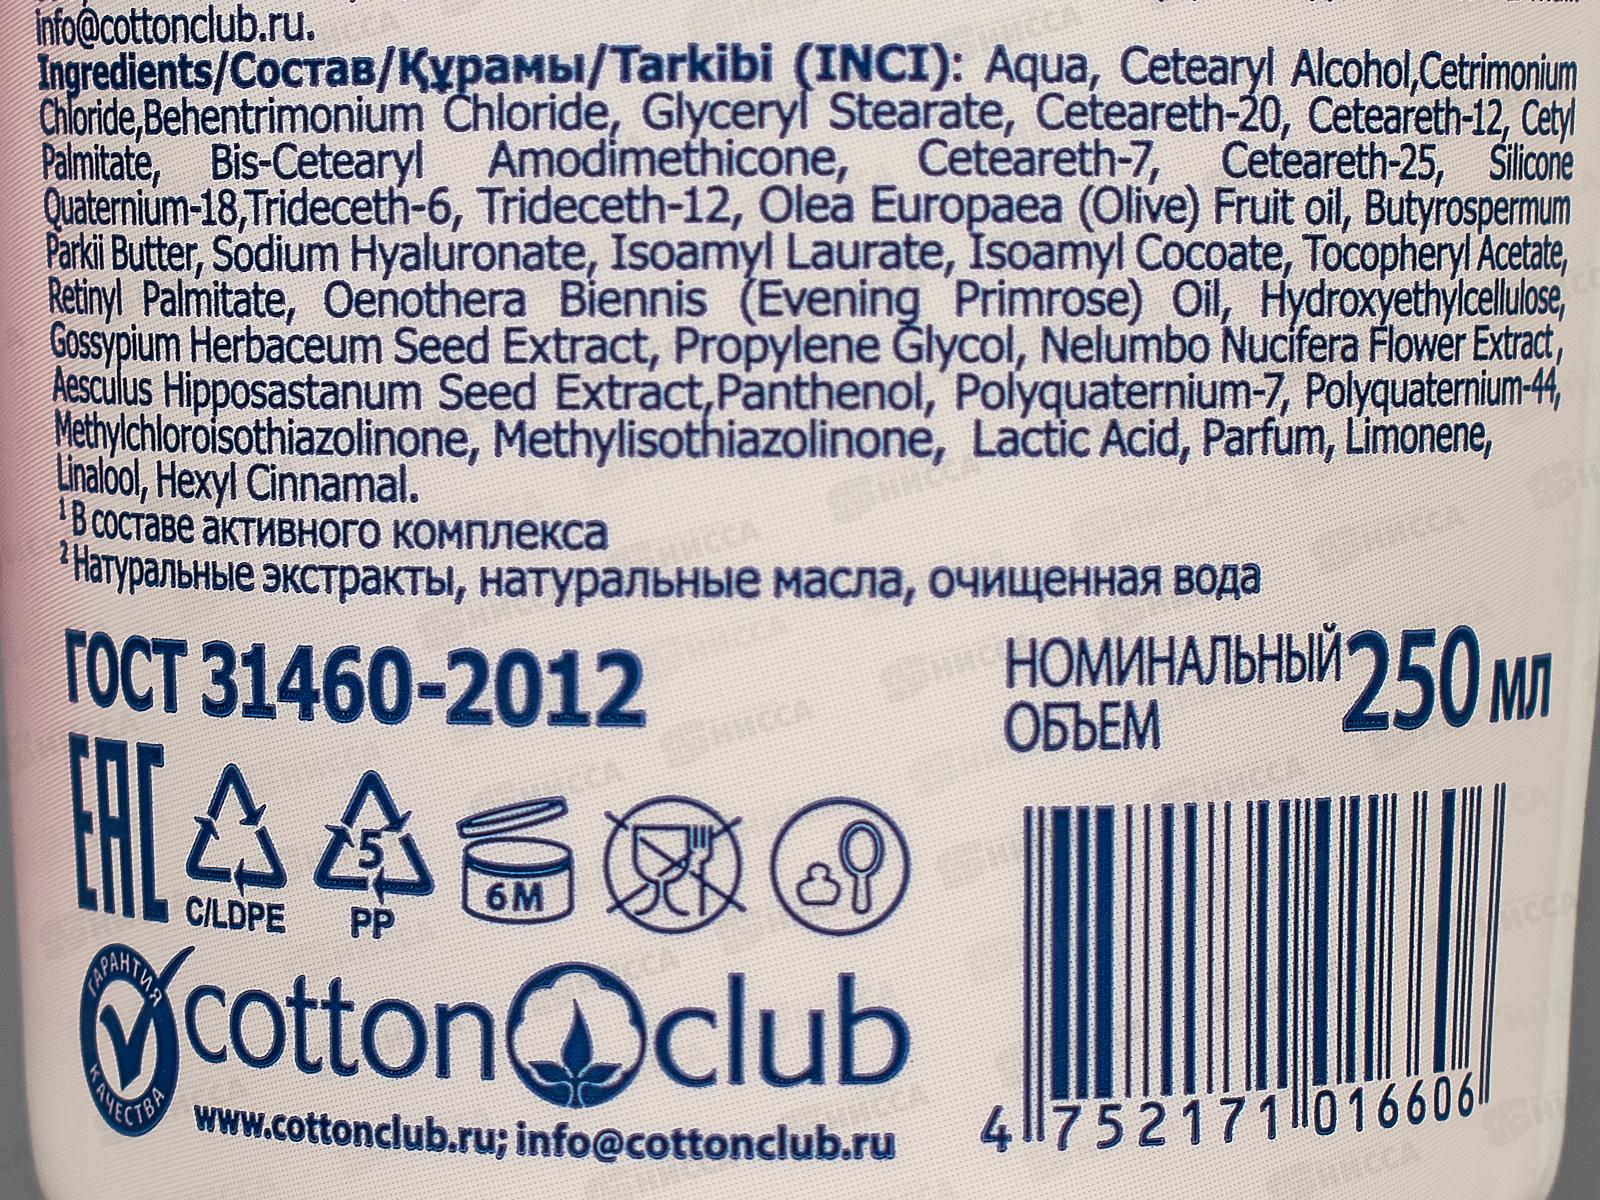 info@cottonclub.ru.
Ingredients/Состав/Құрамы/Tarkibi (INCI): Aqua, Cetearyl Alcohol,Cetrimonium
Chloride,Behentrimonium Chloride, Glyceryl Stearate, Ceteareth-20, Ceteareth-12, Cetyl
Palmitate, Bis-Cetearyl Amodimethicone, Ceteareth-7, Ceteareth-25, Silicone
Quaternium-18,Trideceth-6, Trideceth-12, Olea Europaea (Olive) Fruit oil, Butyrospermum
Parkii Butter, Sodium Hyaluronate, Isoamyl Laurate, Isoamyl Cocoate, Tocopheryl Acetate,
Retinyl Palmitate, Oenothera Biennis (Evening Primrose) Oil, Hydroxyethylcellulose,
Gossypium Herbaceum Seed Extract, Propylene Glycol, Nelumbo Nucifera Flower Extract,
Aesculus Hipposastanum Seed Extract,Panthenol, Polyquaternium-7, Polyquaternium-44,
Methylchloroisothiazolinone, Methylisothiazolinone, Lactic Acid, Parfum, Limonene,
Linalool, Hexyl Cinnamal.
¹ В составе активного комплекса
² Натуральные экстракты, натуральные масла, очищенная вода
ГОСТ 31460-2012
НОМИНАЛЬНЫЙ ОБЪЕМ 250 мл
EAC
C/LDPE
5
PP
6 M
ГАРАНТИЯ КАЧЕСТВА
cotton club
www.cottonclub.ru; info@cottonclub.ru
4 752171 016606
НИССА